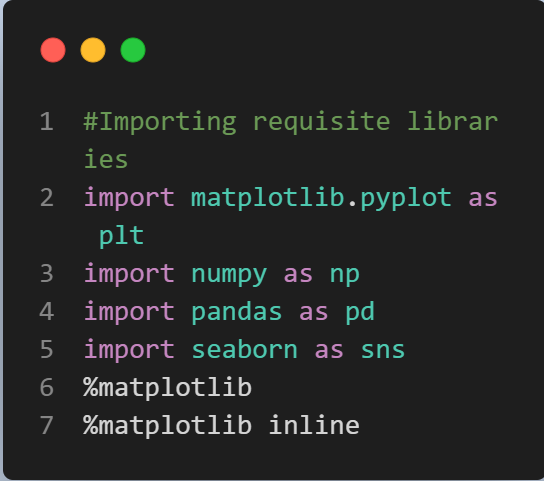 1 #Importing requisite librar
ies
2 import matplotlib.pyplot as
plt
3 import numpy as np
4 import pandas as pd
5 import seaborn as sns
6 %matplotlib
7 %matplotlib inline